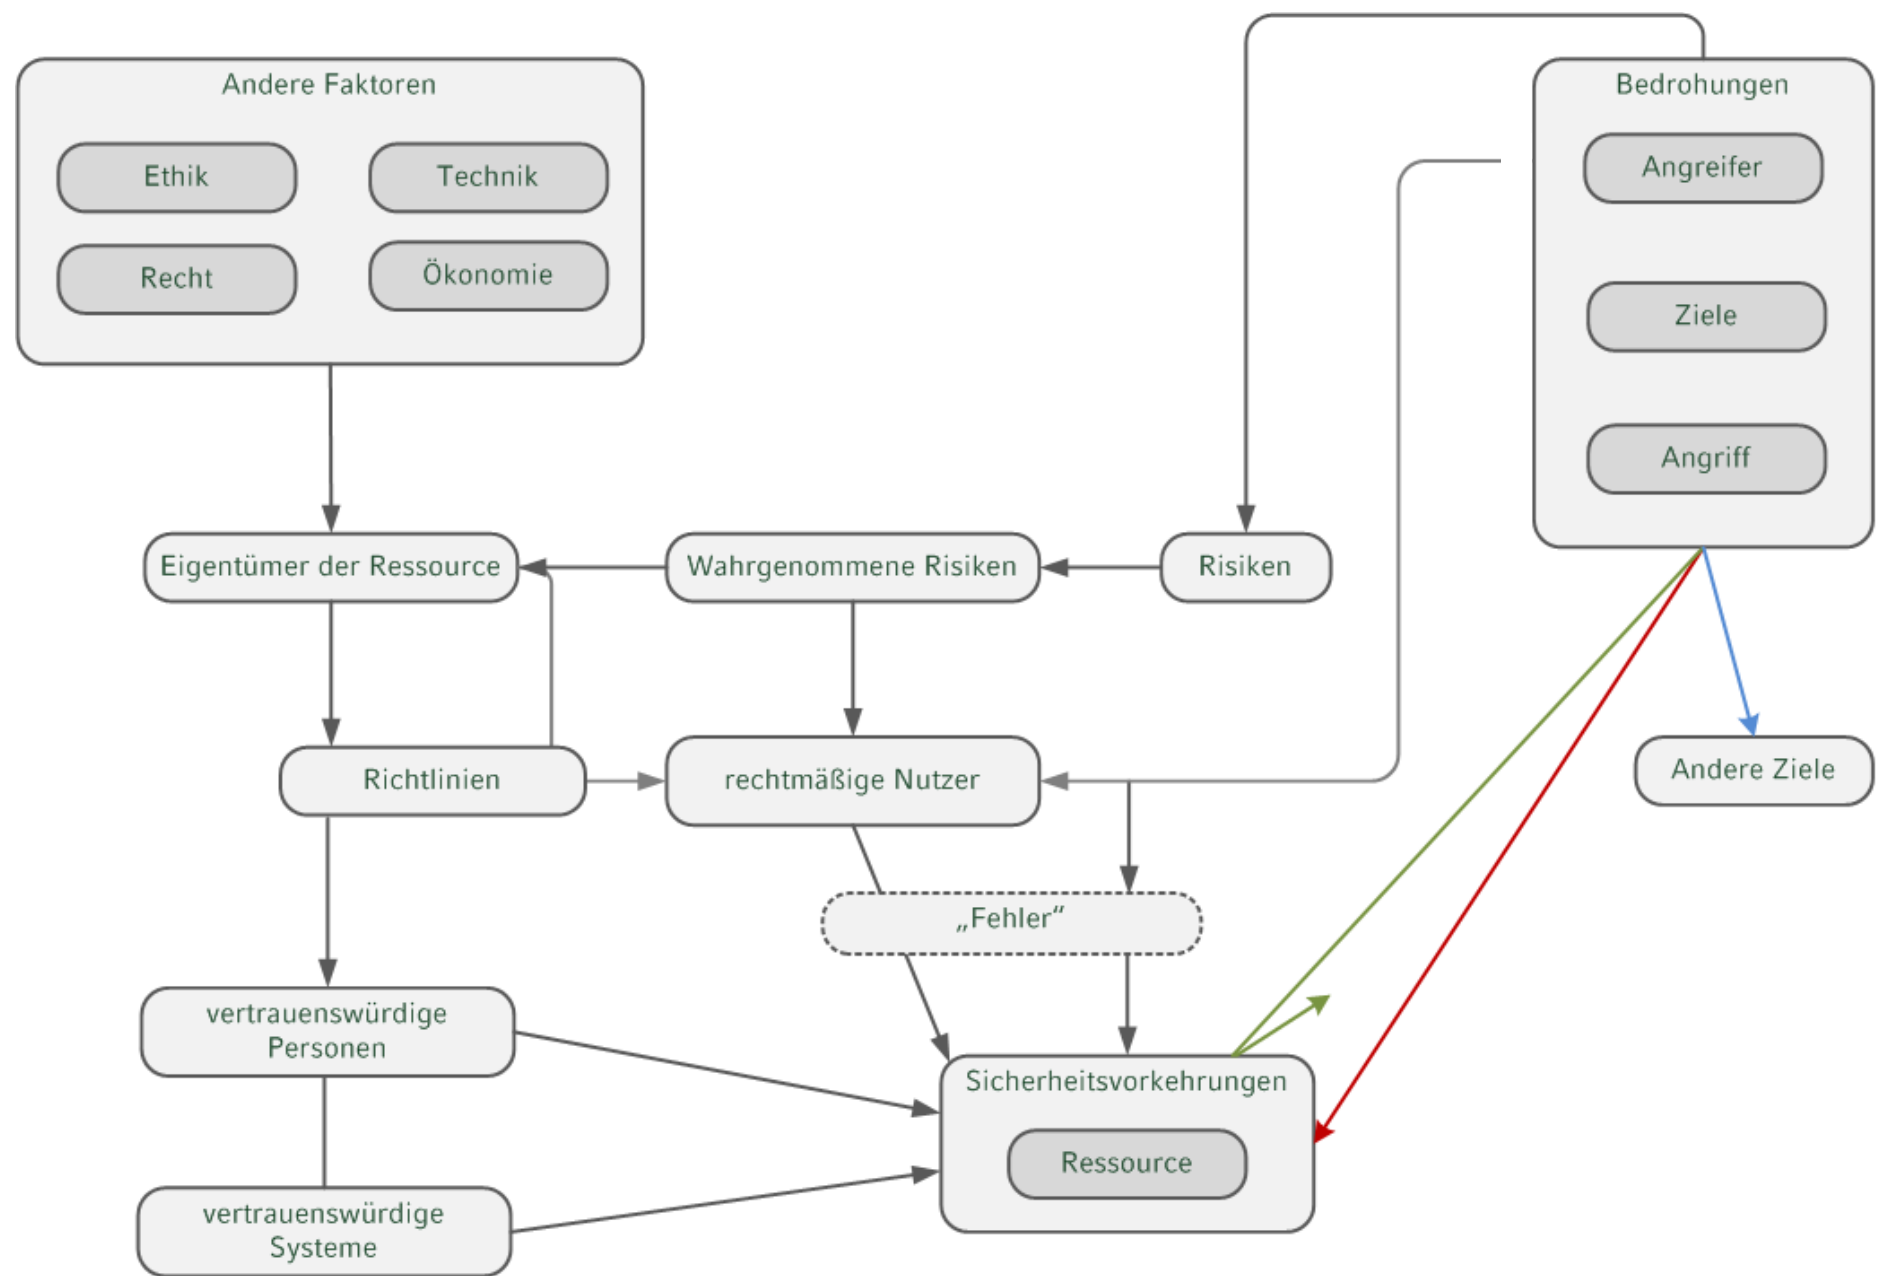 Andere Faktoren
Ethik
Technik
Recht
Ökonomie
Bedrohungen
Angreifer
Ziele
Angriff
Eigentümer der Ressource
Wahrgenommene Risiken
Risiken
Richtlinien
rechtmäßige Nutzer
Andere Ziele
„Fehler“
vertrauenswürdige
Personen
Sicherheitsvorkehrungen
Ressource
vertrauenswürdige
Systeme